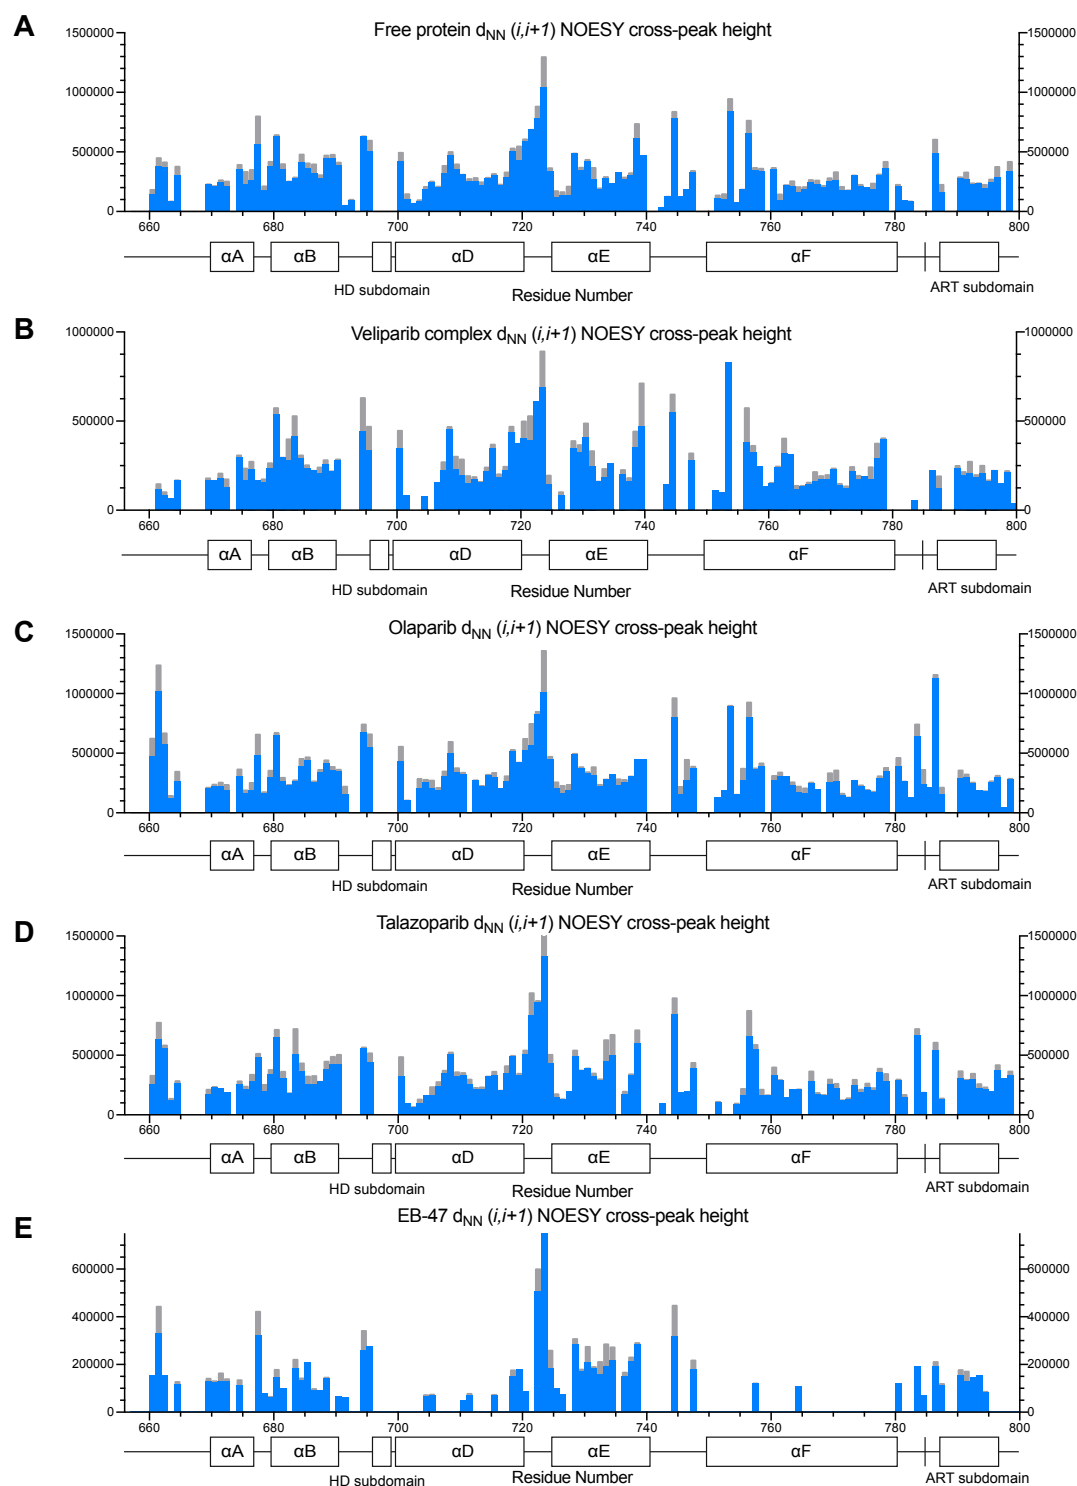 A
Free protein dNN (i,i+1) NOESY cross-peak height
1500000 1500000
1000000 1000000
500000 500000
0 0
660 680 700 720 740 760 780 800
αA αB αD αE αF
HD subdomain Residue Number ART subdomain
B
Veliparib complex dNN (i,i+1) NOESY cross-peak height
1000000 1000000
500000 500000
0 0
660 680 700 720 740 760 780 800
αA αB αD αE αF
HD subdomain Residue Number ART subdomain
C
Olaparib dNN (i,i+1) NOESY cross-peak height
1500000 1500000
1000000 1000000
500000 500000
0 0
660 680 700 720 740 760 780 800
αA αB αD αE αF
HD subdomain Residue Number ART subdomain
D
Talazoparib dNN (i,i+1) NOESY cross-peak height
1500000 1500000
1000000 1000000
500000 500000
0 0
660 680 700 720 740 760 780 800
αA αB αD αE αF
HD subdomain Residue Number ART subdomain
E
EB-47 dNN (i,i+1) NOESY cross-peak height
600000 600000
400000 400000
200000 200000
0 0
660 680 700 720 740 760 780 800
αA αB αD αE αF
HD subdomain Residue Number ART subdomain